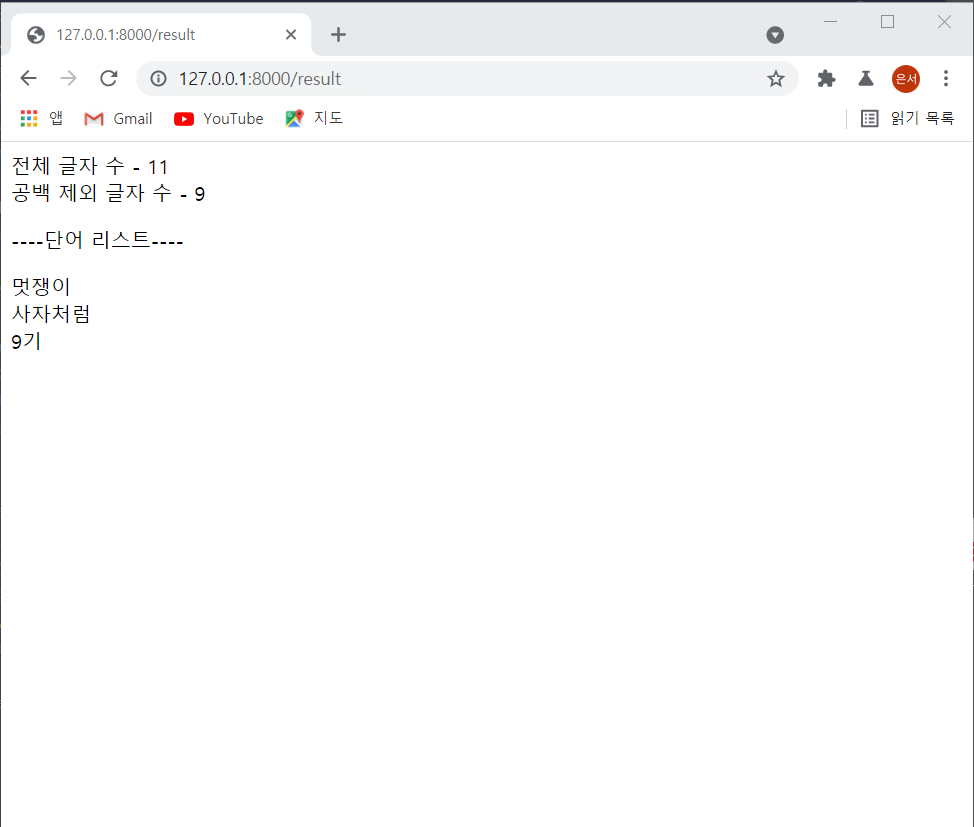 127.0.0.1:8000/result
127.0.0.1:8000/result
은서
앱 Gmail YouTube 지도 읽기 목록
전체 글자 수 - 11
공백 제외 글자 수 - 9
----단어 리스트----
멋쟁이
사자처럼
9기